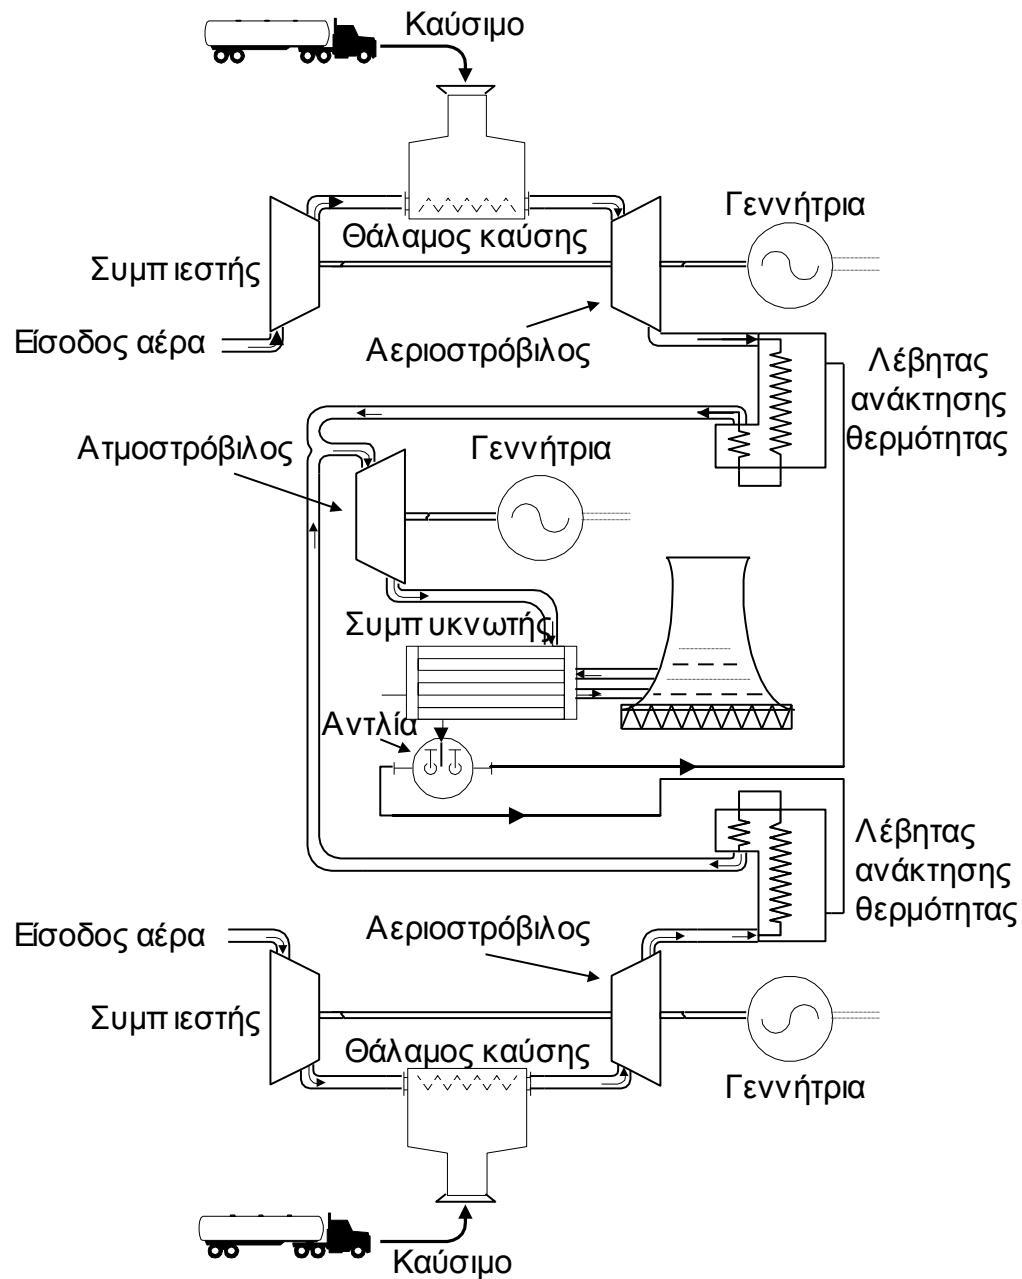 Καύσιμο
Γεννήτρια
Θάλαμος καύσης
Συμπιεστής
Είσοδος αέρα
Αεριοστρόβιλος
Λέβητας
ανάκτησης
θερμότητας
Ατμοστρόβιλος
Γεννήτρια
Συμπυκνωτής
Αντλία
Λέβητας
ανάκτησης
θερμότητας
Είσοδος αέρα
Αεριοστρόβιλος
Συμπιεστής
Θάλαμος καύσης
Γεννήτρια
Καύσιμο